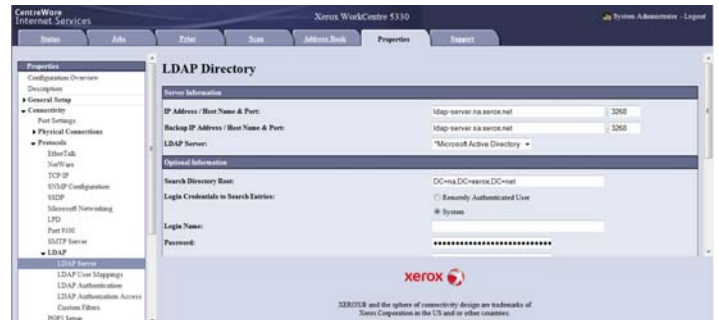 CentreWare
Internet Services
Xerox WorkCentre 5330
System Administrator - Logout
Status
Jobs
Print
Scan
Address Book
Properties
Support
Properties
Configuration Overview
Description
General Setup
Connectivity
Port Settings
Physical Connections
Protocols
EtherTalk
NetWare
TCP/IP
SNMP Configuration
SSDP
Microsoft Networking
LPD
Port 9100
SMTP Server
LDAP
LDAP Server
LDAP User Mappings
LDAP Authentication
LDAP Authorization Access
Custom Filters
POP3 Setup
LDAP Directory
Server Information
IP Address / Host Name & Port:
ldap-server.na.xerox.net : 3268
Backup IP Address / Host Name & Port:
ldap-server.na.xerox.net : 3268
LDAP Server:
*Microsoft Active Directory
Optional Information
Search Directory Root:
DC=na,DC=xerox,DC=net
Login Credentials to Search Entries:
Remotely Authenticated User
System
Login Name:
Password:
xerox
XEROX® and the sphere of connectivity design are trademarks of
Xerox Corporation in the US and/or other countries.